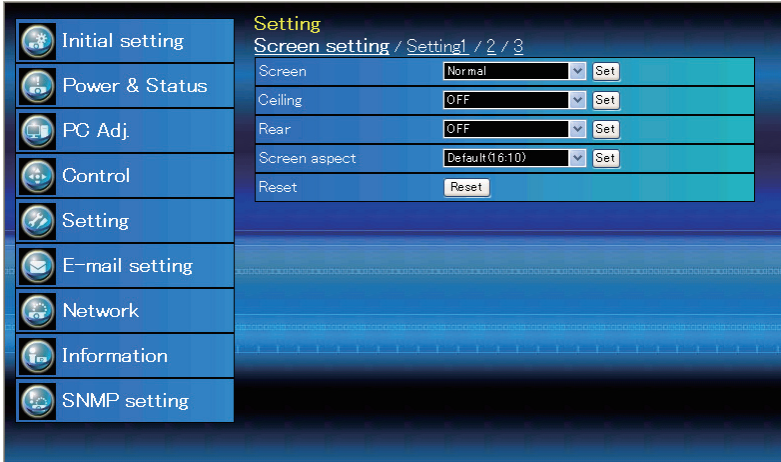 Initial setting
Power & Status
PC Adj.
Control
Setting
E-mail setting
Network
Information
SNMP setting
Setting
Screen setting / Setting1 / 2 / 3
Screen Normal Set
Ceiling OFF Set
Rear OFF Set
Screen aspect Default(16:10) Set
Reset Reset